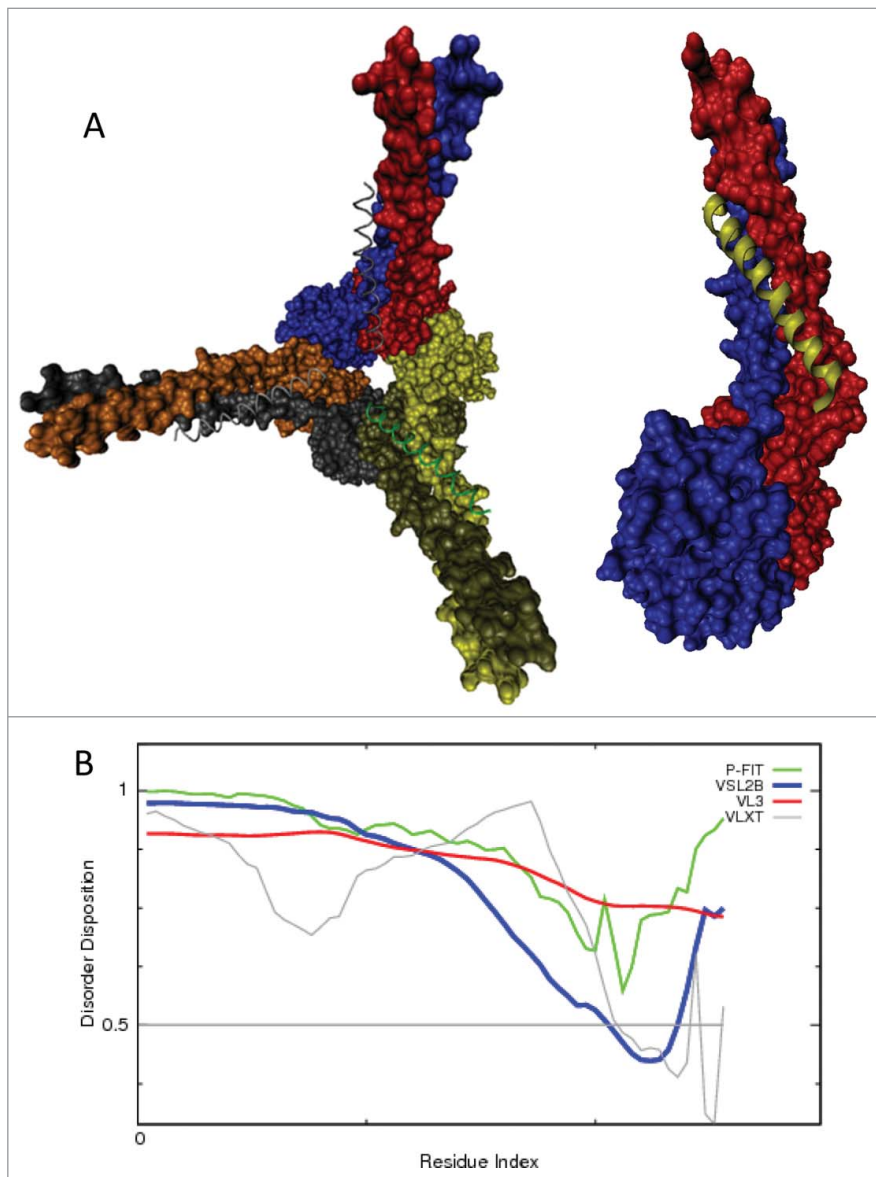 A
B
P-FIT
VSL2B
VL3
VLXT
1
0.5
Disorder Disposition
0
Residue Index